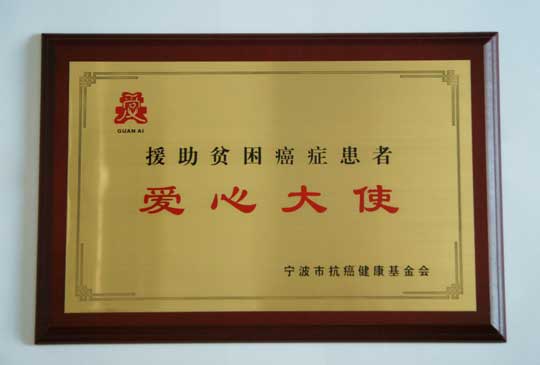 爱
GUAN AI
援助贫困癌症患者
爱心大使
宁波市抗癌健康基金会